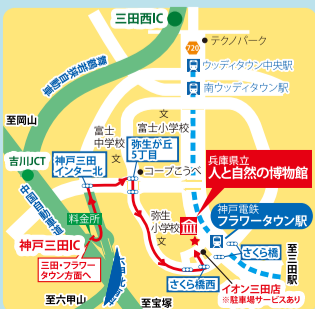 三田西IC
テクノパーク
720
ウッディタウン中央駅
舞鶴若狭自動車道
南ウッディタウン駅
至岡山
富士
中学校
文
富士小学校
文
弥生が丘
5丁目
吉川JCT
神戸三田
インター北
コープこうべ
兵庫県立
人と自然の博物館
中国自動車道
料金所
弥生
小学校
文
神戸電鉄
フラワータウン駅
神戸三田IC
三田・フラワー
タウン方面へ
さくら橋
至三田駅
さくら橋西
イオン三田店
※駐車場サービスあり
六甲北有料
至六甲山
至宝塚